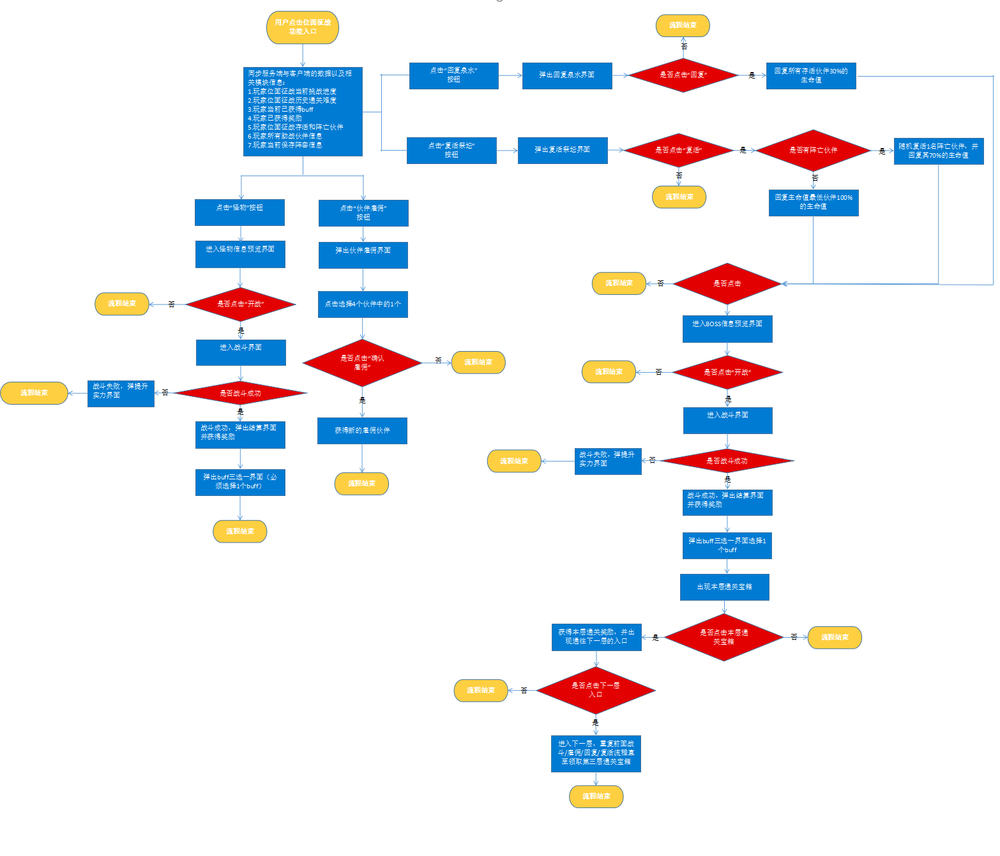 用户点击位面征战
功能入口
同步服务端与客户端的数据以及相
关模块信息：
1.玩家位面征战当前挑战进度
2.玩家位面征战历史通关难度
3.玩家当前已获得buff
4.玩家已获得奖励
5.玩家位面征战存活和阵亡伙伴
6.玩家所有助战伙伴信息
7.玩家当前保存阵容信息
点击“回复泉水”
按钮
弹出回复泉水界面
是否点击“回复”
否
流程结束
是
回复所有存活伙伴30%的
生命值
点击“复活祭坛”
按钮
弹出复活祭坛界面
是否点击“复活”
否
流程结束
是
是否有阵亡伙伴
是
随机复活1名阵亡伙伴，并
回复其70%的生命值
否
回复生命值最低伙伴100%
的生命值
点击“怪物”按钮
进入怪物信息预览界面
是否点击“开战”
否
流程结束
是
进入战斗界面
是否战斗成功
否
战斗失败，弹提升
实力界面
流程结束
是
战斗成功，弹出结算界面
并获得奖励
弹出buff三选一界面（必
须选择1个buff）
流程结束
点击“伙伴雇佣”
按钮
弹出伙伴雇佣界面
点击选择4个伙伴中的1个
是否点击“确认
雇佣”
否
流程结束
是
获得新的雇佣伙伴
流程结束
是否点击
否
流程结束
进入BOSS信息预览界面
是否点击“开战”
否
流程结束
是
进入战斗界面
是否战斗成功
否
战斗失败，弹提升
实力界面
流程结束
是
战斗成功，弹出结算界面
并获得奖励
弹出buff三选一界面选择1
个buff
出现本层通关宝箱
是否点击本层通
关宝箱
否
流程结束
是
获得本层通关奖励，并出
现通往下一层的入口
是否点击下一层
入口
否
流程结束
是
进入下一层，重复前面战
斗/雇佣/回复/复活流程直
至领取第三层通关宝箱
流程结束